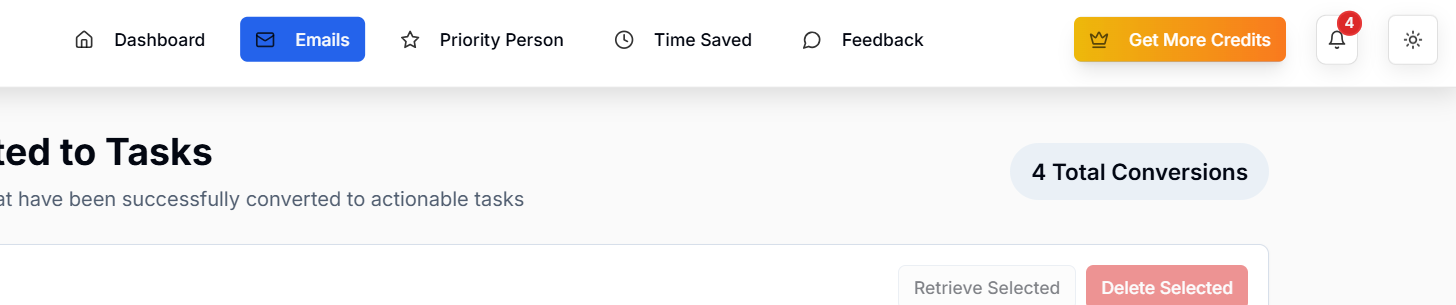 Dashboard Emails Priority Person Time Saved Feedback Get More Credits 4
ted to Tasks
4 Total Conversions
at have been successfully converted to actionable tasks
Retrieve Selected Delete Selected